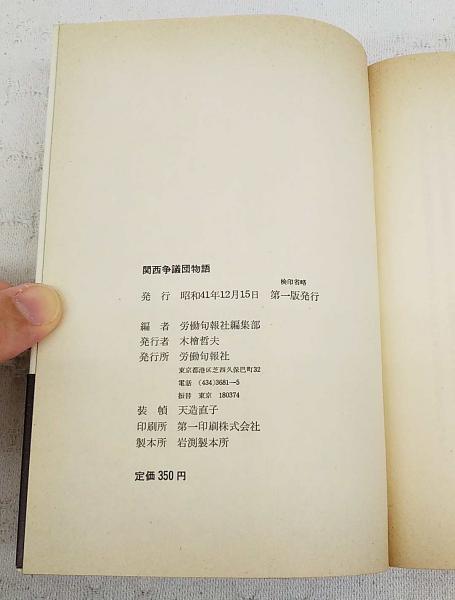 関西争議団物語
検印省略
発行 昭和41年12月15日 第一版発行
編者 労働旬報社編集部
発行者 木檜哲夫
発行所 労働旬報社
東京都港区芝西久保巴町32
電話 (434)3681―5
振替 東京 180374
装幀 天造直子
印刷所 第一印刷株式会社
製本所 岩渕製本所
定価350円